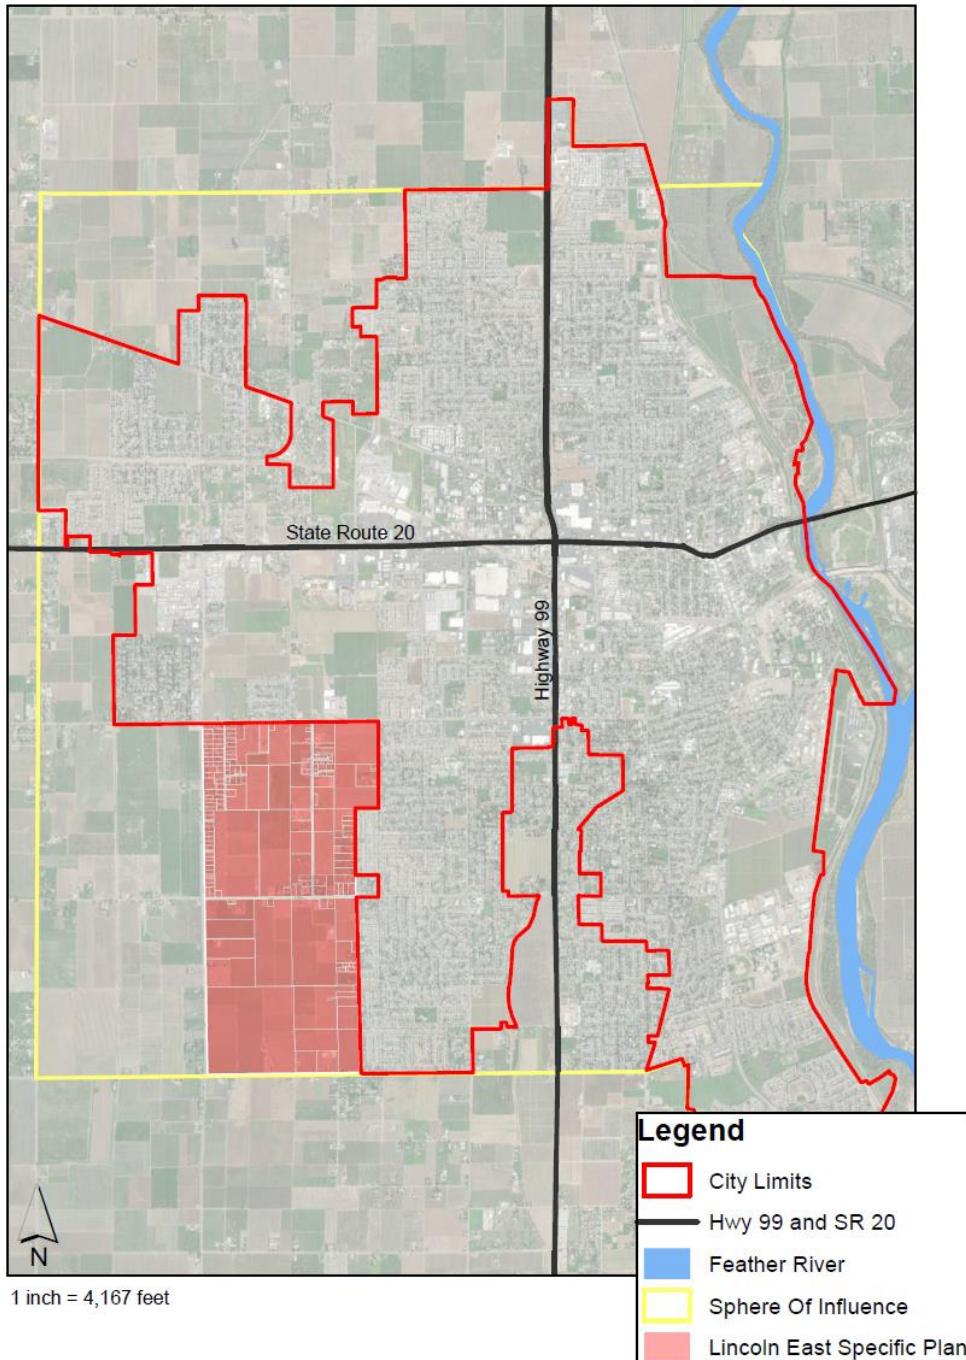 State Route 20
Highway 99
N
1 inch = 4,167 feet
Legend
City Limits
Hwy 99 and SR 20
Feather River
Sphere Of Influence
Lincoln East Specific Plan